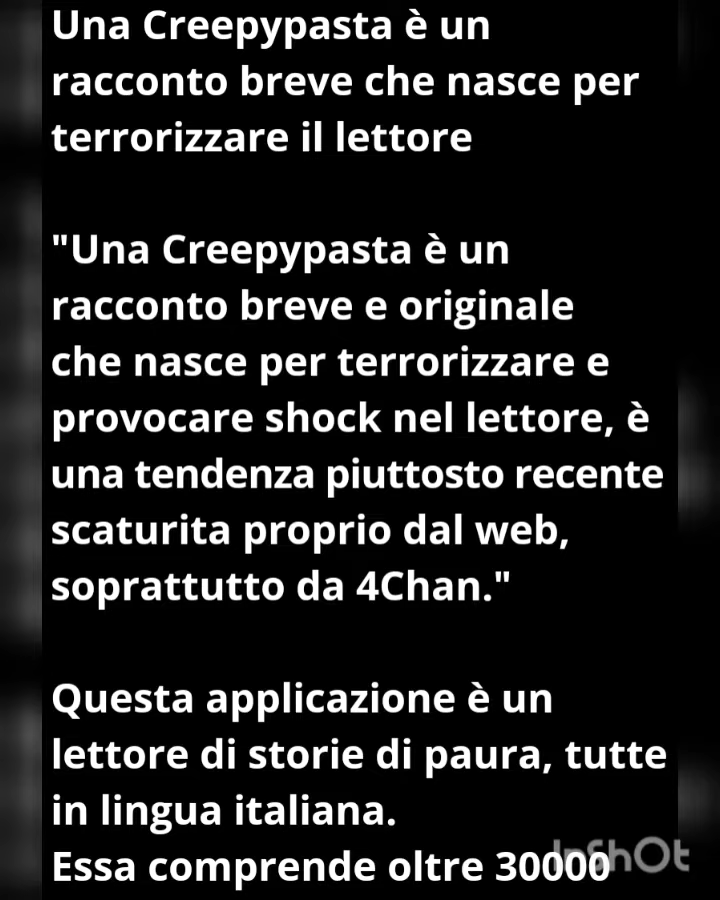 Una Creepypasta è un
racconto breve che nasce per
terrorizzare il lettore
"Una Creepypasta è un
racconto breve e originale
che nasce per terrorizzare e
provocare shock nel lettore, è
una tendenza piuttosto recente
scaturita proprio dal web,
soprattutto da 4Chan."
Questa applicazione è un
lettore di storie di paura, tutte
in lingua italiana.
Essa comprende oltre 30000
InShOt